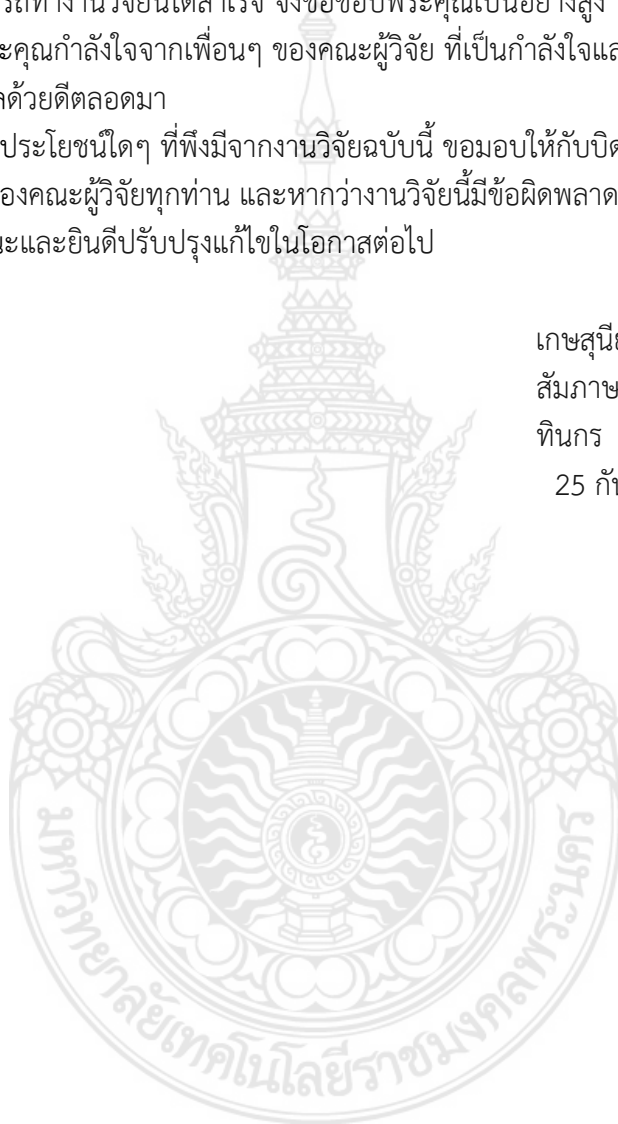 รถทำงานวิจัยนี้ได้สำเร็จ จึงขอขอบพระคุณเป็นอย่างสูง
ะคุณกำลังใจจากเพื่อนๆ ของคณะผู้วิจัย ที่เป็นกำลังใจแล
ลด้วยดีตลอดมา
ประโยชน์ใดๆ ที่พึงมีจากงานวิจัยฉบับนี้ ขอมอบให้กับบิด
องคณะผู้วิจัยทุกท่าน และหากว่างานวิจัยนี้มีข้อผิดพลาด
นะและยินดีปรับปรุงแก้ไขในโอกาสต่อไป
เกษสุนีย
สัมภาษ
ทินกร
25 กัน
มหาวิทยาลัยเทคโนโลยีราชมงคลพระนคร